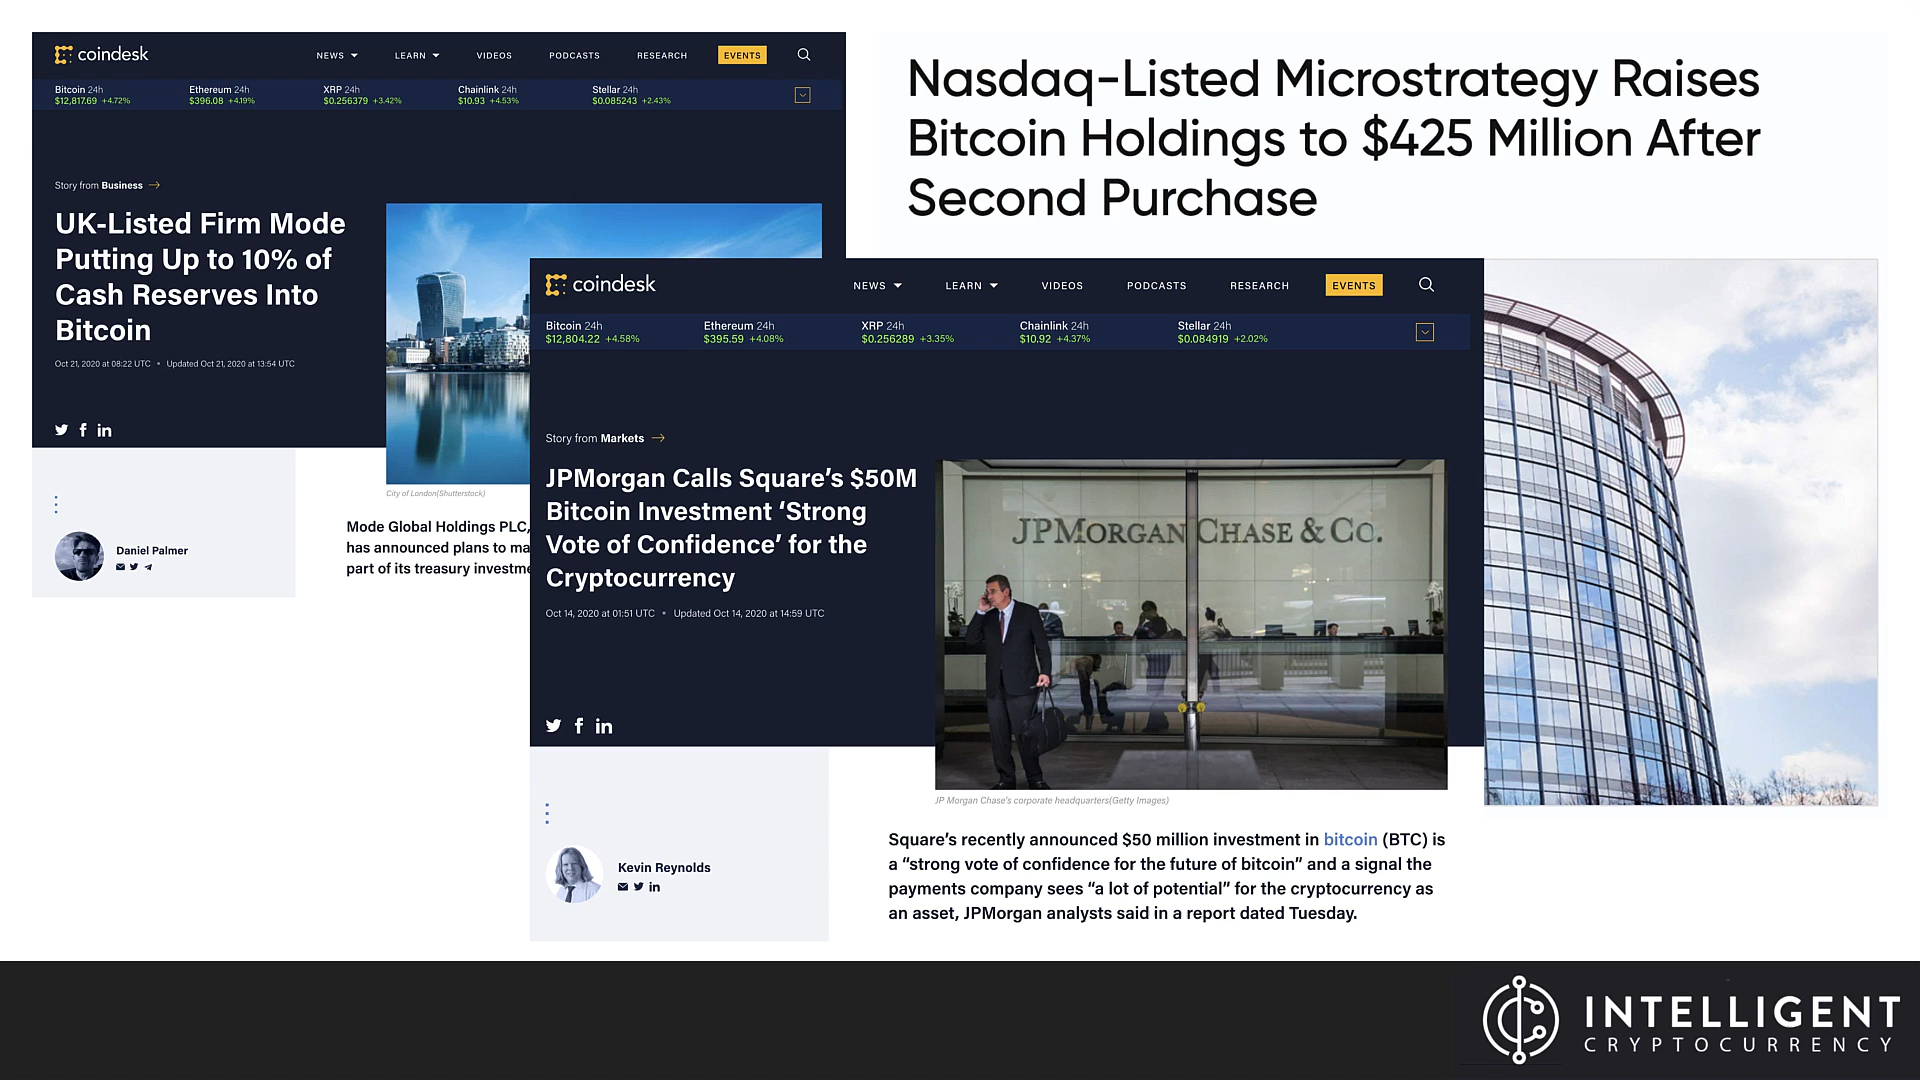 coindesk
NEWS LEARN VIDEOS PODCASTS RESEARCH EVENTS
Bitcoin 24h Ethereum 24h XRP 24h Chainlink 24h Stellar 24h
$12,817.69 +4.72% $396.08 +4.19% $0.256379 +3.42% $10.93 +4.53% $0.085243 +2.43%
Story from Business →
UK-Listed Firm Mode
Putting Up to 10% of
Cash Reserves Into
Bitcoin
Oct 21, 2020 at 08:22 UTC • Updated Oct 21, 2020 at 13:54 UTC
City of London(Shutterstock)
Daniel Palmer
Mode Global Holdings PLC,
has announced plans to ma
part of its treasury investme
Nasdaq-Listed Microstrategy Raises
Bitcoin Holdings to $425 Million After
Second Purchase
coindesk
NEWS LEARN VIDEOS PODCASTS RESEARCH EVENTS
Bitcoin 24h Ethereum 24h XRP 24h Chainlink 24h Stellar 24h
$12,804.22 +4.58% $395.59 +4.08% $0.256289 +3.35% $10.92 +4.37% $0.084919 +2.02%
Story from Markets →
JPMorgan Calls Square’s $50M
Bitcoin Investment ‘Strong
Vote of Confidence’ for the
Cryptocurrency
Oct 14, 2020 at 01:51 UTC • Updated Oct 14, 2020 at 14:59 UTC
JPMORGAN CHASE & CO.
JP Morgan Chase's corporate headquarters(Getty Images)
Kevin Reynolds
Square’s recently announced $50 million investment in bitcoin (BTC) is
a “strong vote of confidence for the future of bitcoin” and a signal the
payments company sees “a lot of potential” for the cryptocurrency as
an asset, JPMorgan analysts said in a report dated Tuesday.
INTELLIGENT
CRYPTOCURRENCY